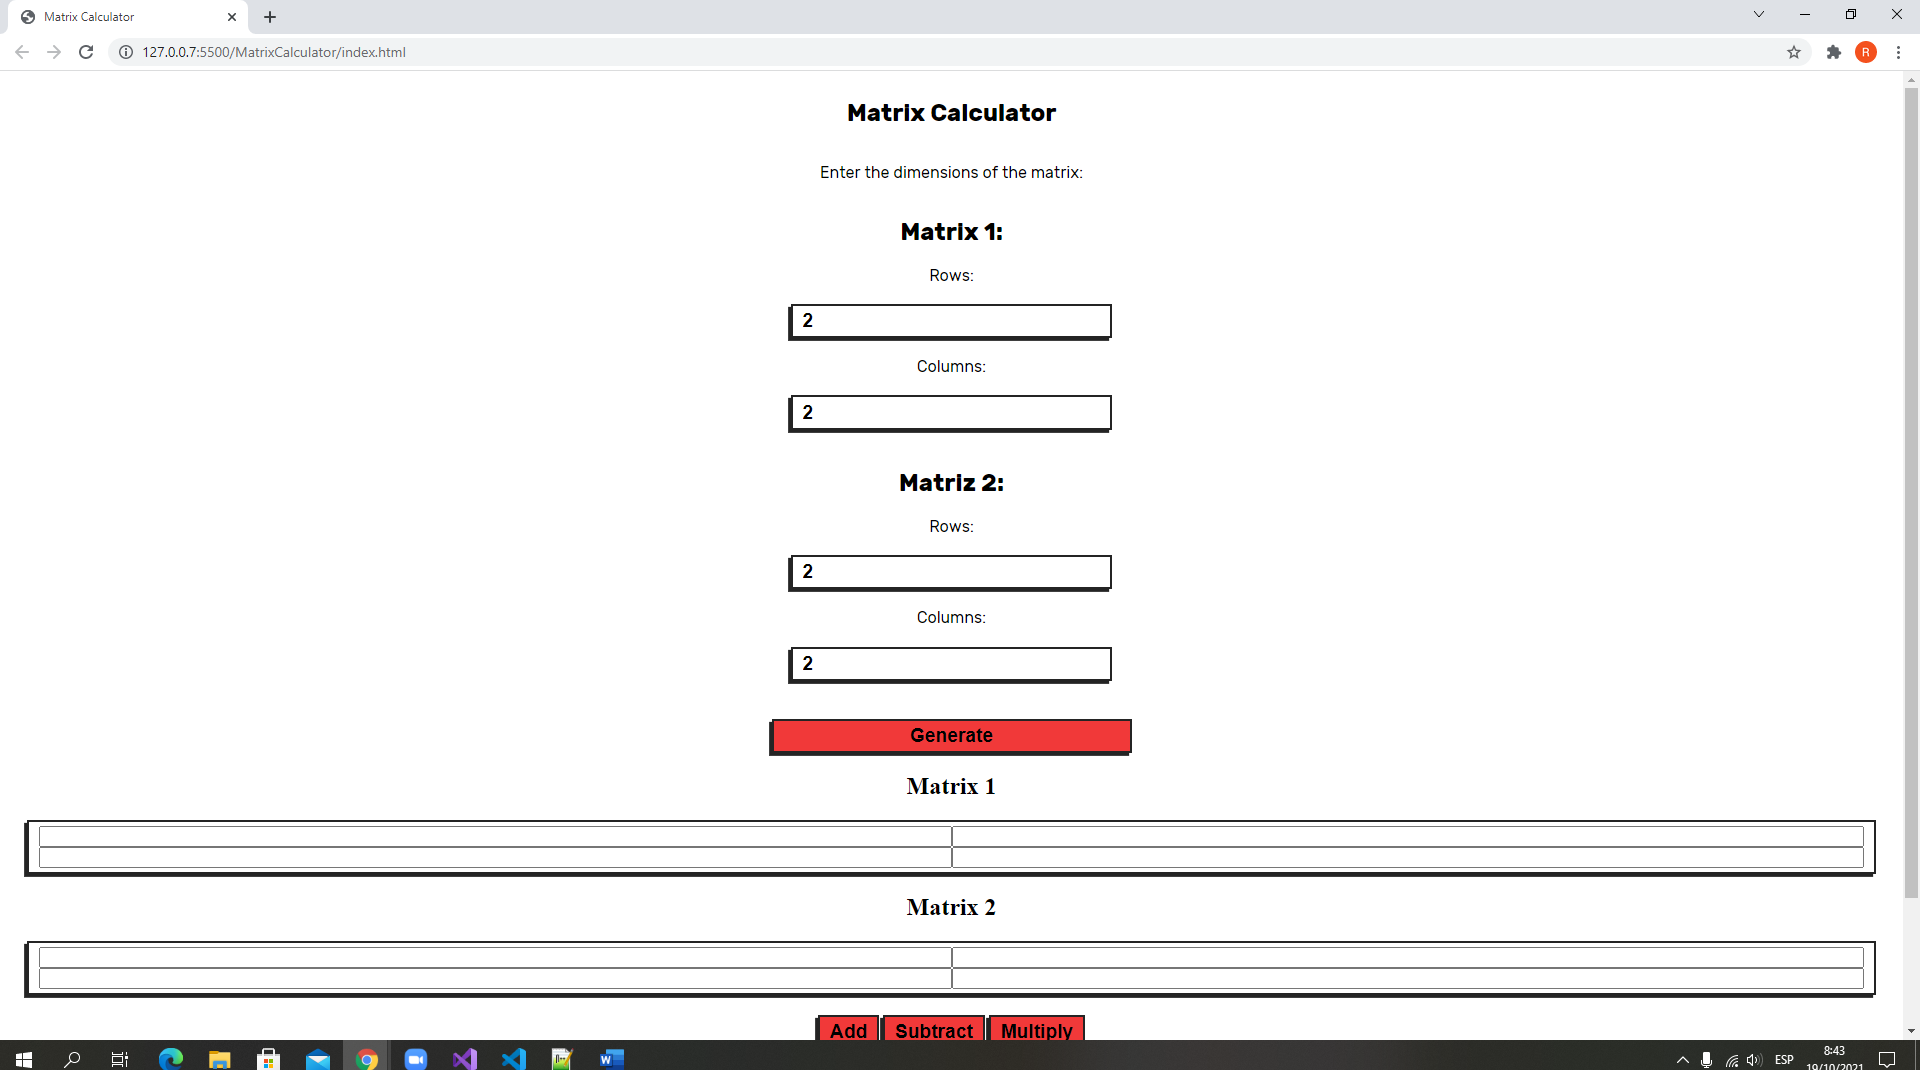 Matrix Calculator
127.0.0.7:5500/MatrixCalculator/index.html
R
Matrix Calculator
Enter the dimensions of the matrix:
Matrix 1:
Rows:
2
Columns:
2
Matriz 2:
Rows:
2
Columns:
2
Generate
Matrix 1
Matrix 2
Add Subtract Multiply
ESP
8:43
19/10/2021